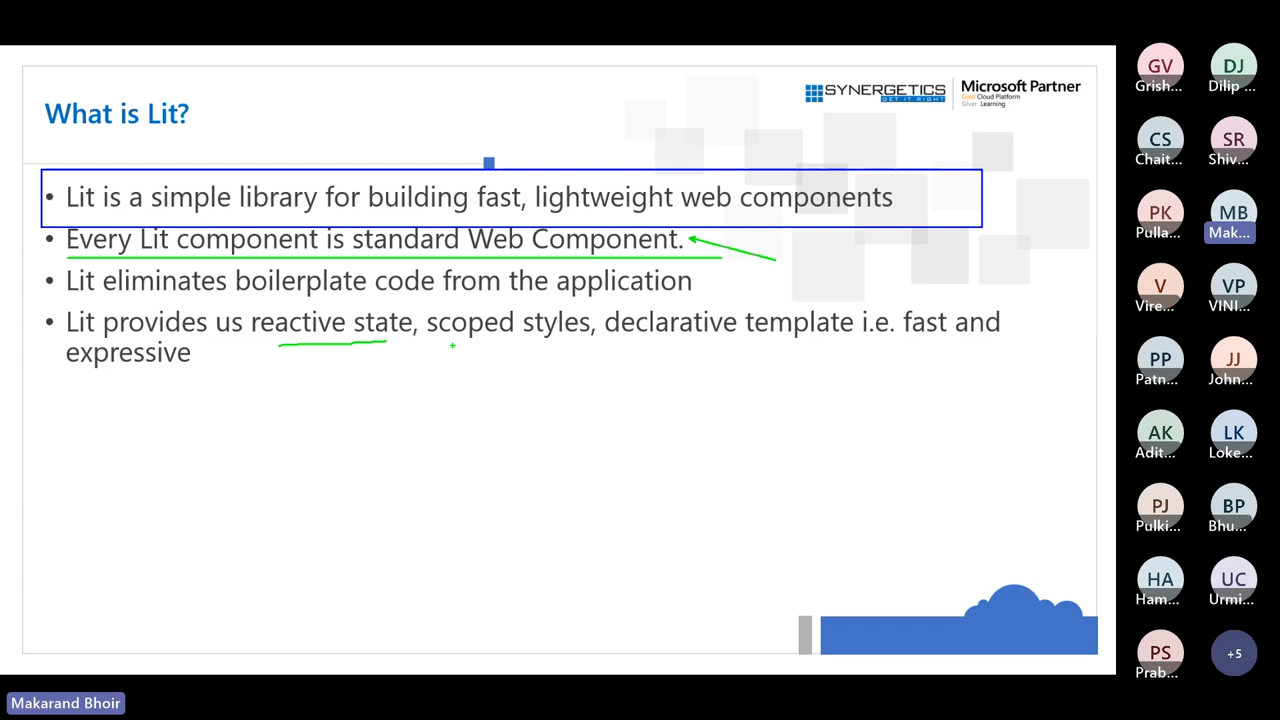 What is Lit?
SYNERGETICS
GET IT RIGHT
Microsoft Partner
Gold Cloud Platform
Silver Learning
• Lit is a simple library for building fast, lightweight web components
• Every Lit component is standard Web Component.
• Lit eliminates boilerplate code from the application
• Lit provides us reactive state, scoped styles, declarative template i.e. fast and
expressive
GV DJ
Grish... Dilip ...
CS SR
Chait... Shiv...
PK MB
Pulla... Mak...
V VP
Vire... VINI...
PP JJ
Patn... John...
AK LK
Adit... Loke...
PJ BP
Pulki... Bhu...
HA UC
Ham... Urmi...
PS +5
Prab...
Makarand Bhoir